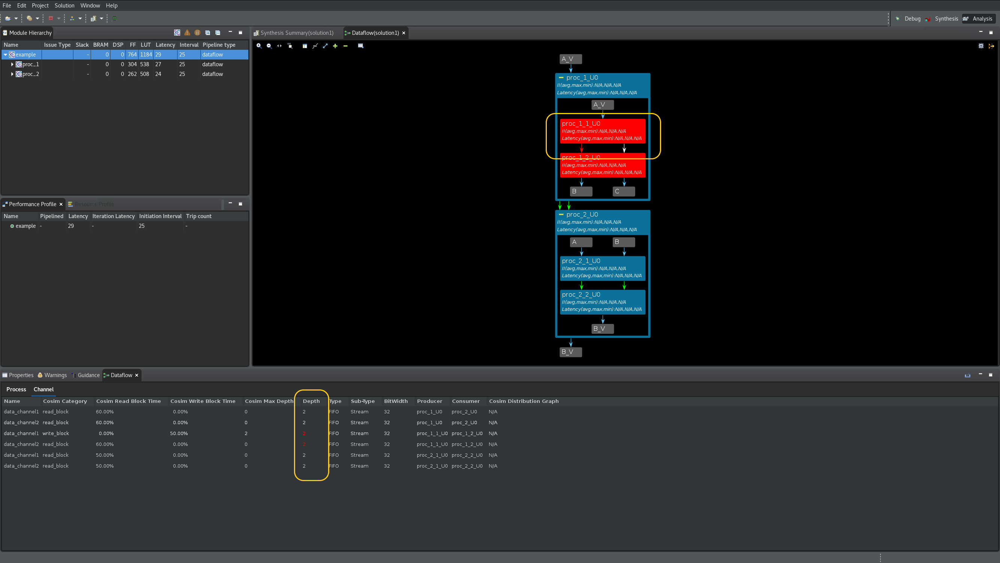 File Edit Project Solution Window Help
Debug Synthesis Analysis
Module Hierarchy
Name Issue Type Slack BRAM DSP FF LUT Latency Interval Pipeline type
example - 0 0 764 1184 29 25 dataflow
proc_1 - 0 0 304 538 27 25 dataflow
proc_2 - 0 0 262 508 24 25 dataflow
Performance Profile Resource Profile
Name Pipelined Latency Iteration Latency Initiation Interval Trip count
example - 29 - 25 -
Synthesis Summary(solution1) Dataflow(solution1)
A_V
proc_1_U0
II(avg,max,min):N/A,N/A,N/A
Latency(avg,max,min):N/A,N/A,N/A
A_V
proc_1_1_U0
II(avg,max,min):N/A,N/A,N/A
Latency(avg,max,min):N/A,N/A,N/A
proc_1_2_U0
II(avg,max,min):N/A,N/A,N/A
Latency(avg,max,min):N/A,N/A,N/A
B C
proc_2_U0
II(avg,max,min):N/A,N/A,N/A
Latency(avg,max,min):N/A,N/A,N/A
A B
proc_2_1_U0
II(avg,max,min):N/A,N/A,N/A
Latency(avg,max,min):N/A,N/A,N/A
proc_2_2_U0
II(avg,max,min):N/A,N/A,N/A
Latency(avg,max,min):N/A,N/A,N/A
B_V
B_V
Properties Warnings Guidance Dataflow
Process Channel
Name Cosim Category Cosim Read Block Time Cosim Write Block Time Cosim Max Depth Depth Type Sub-Type BitWidth Producer Consumer Cosim Distribution Graph
data_channel1 read_block 60.00% 0.00% 0 2 FIFO Stream 32 proc_1_U0 proc_2_U0 N/A
data_channel2 read_block 60.00% 0.00% 0 2 FIFO Stream 32 proc_1_U0 proc_2_U0 N/A
data_channel1 write_block 0.00% 50.00% 2 2 FIFO Stream 32 proc_1_1_U0 proc_1_2_U0 N/A
data_channel2 read_block 60.00% 0.00% 0 2 FIFO Stream 32 proc_1_1_U0 proc_1_2_U0 N/A
data_channel1 read_block 50.00% 0.00% 0 2 FIFO Stream 32 proc_2_1_U0 proc_2_2_U0 N/A
data_channel2 read_block 50.00% 0.00% 0 2 FIFO Stream 32 proc_2_1_U0 proc_2_2_U0 N/A